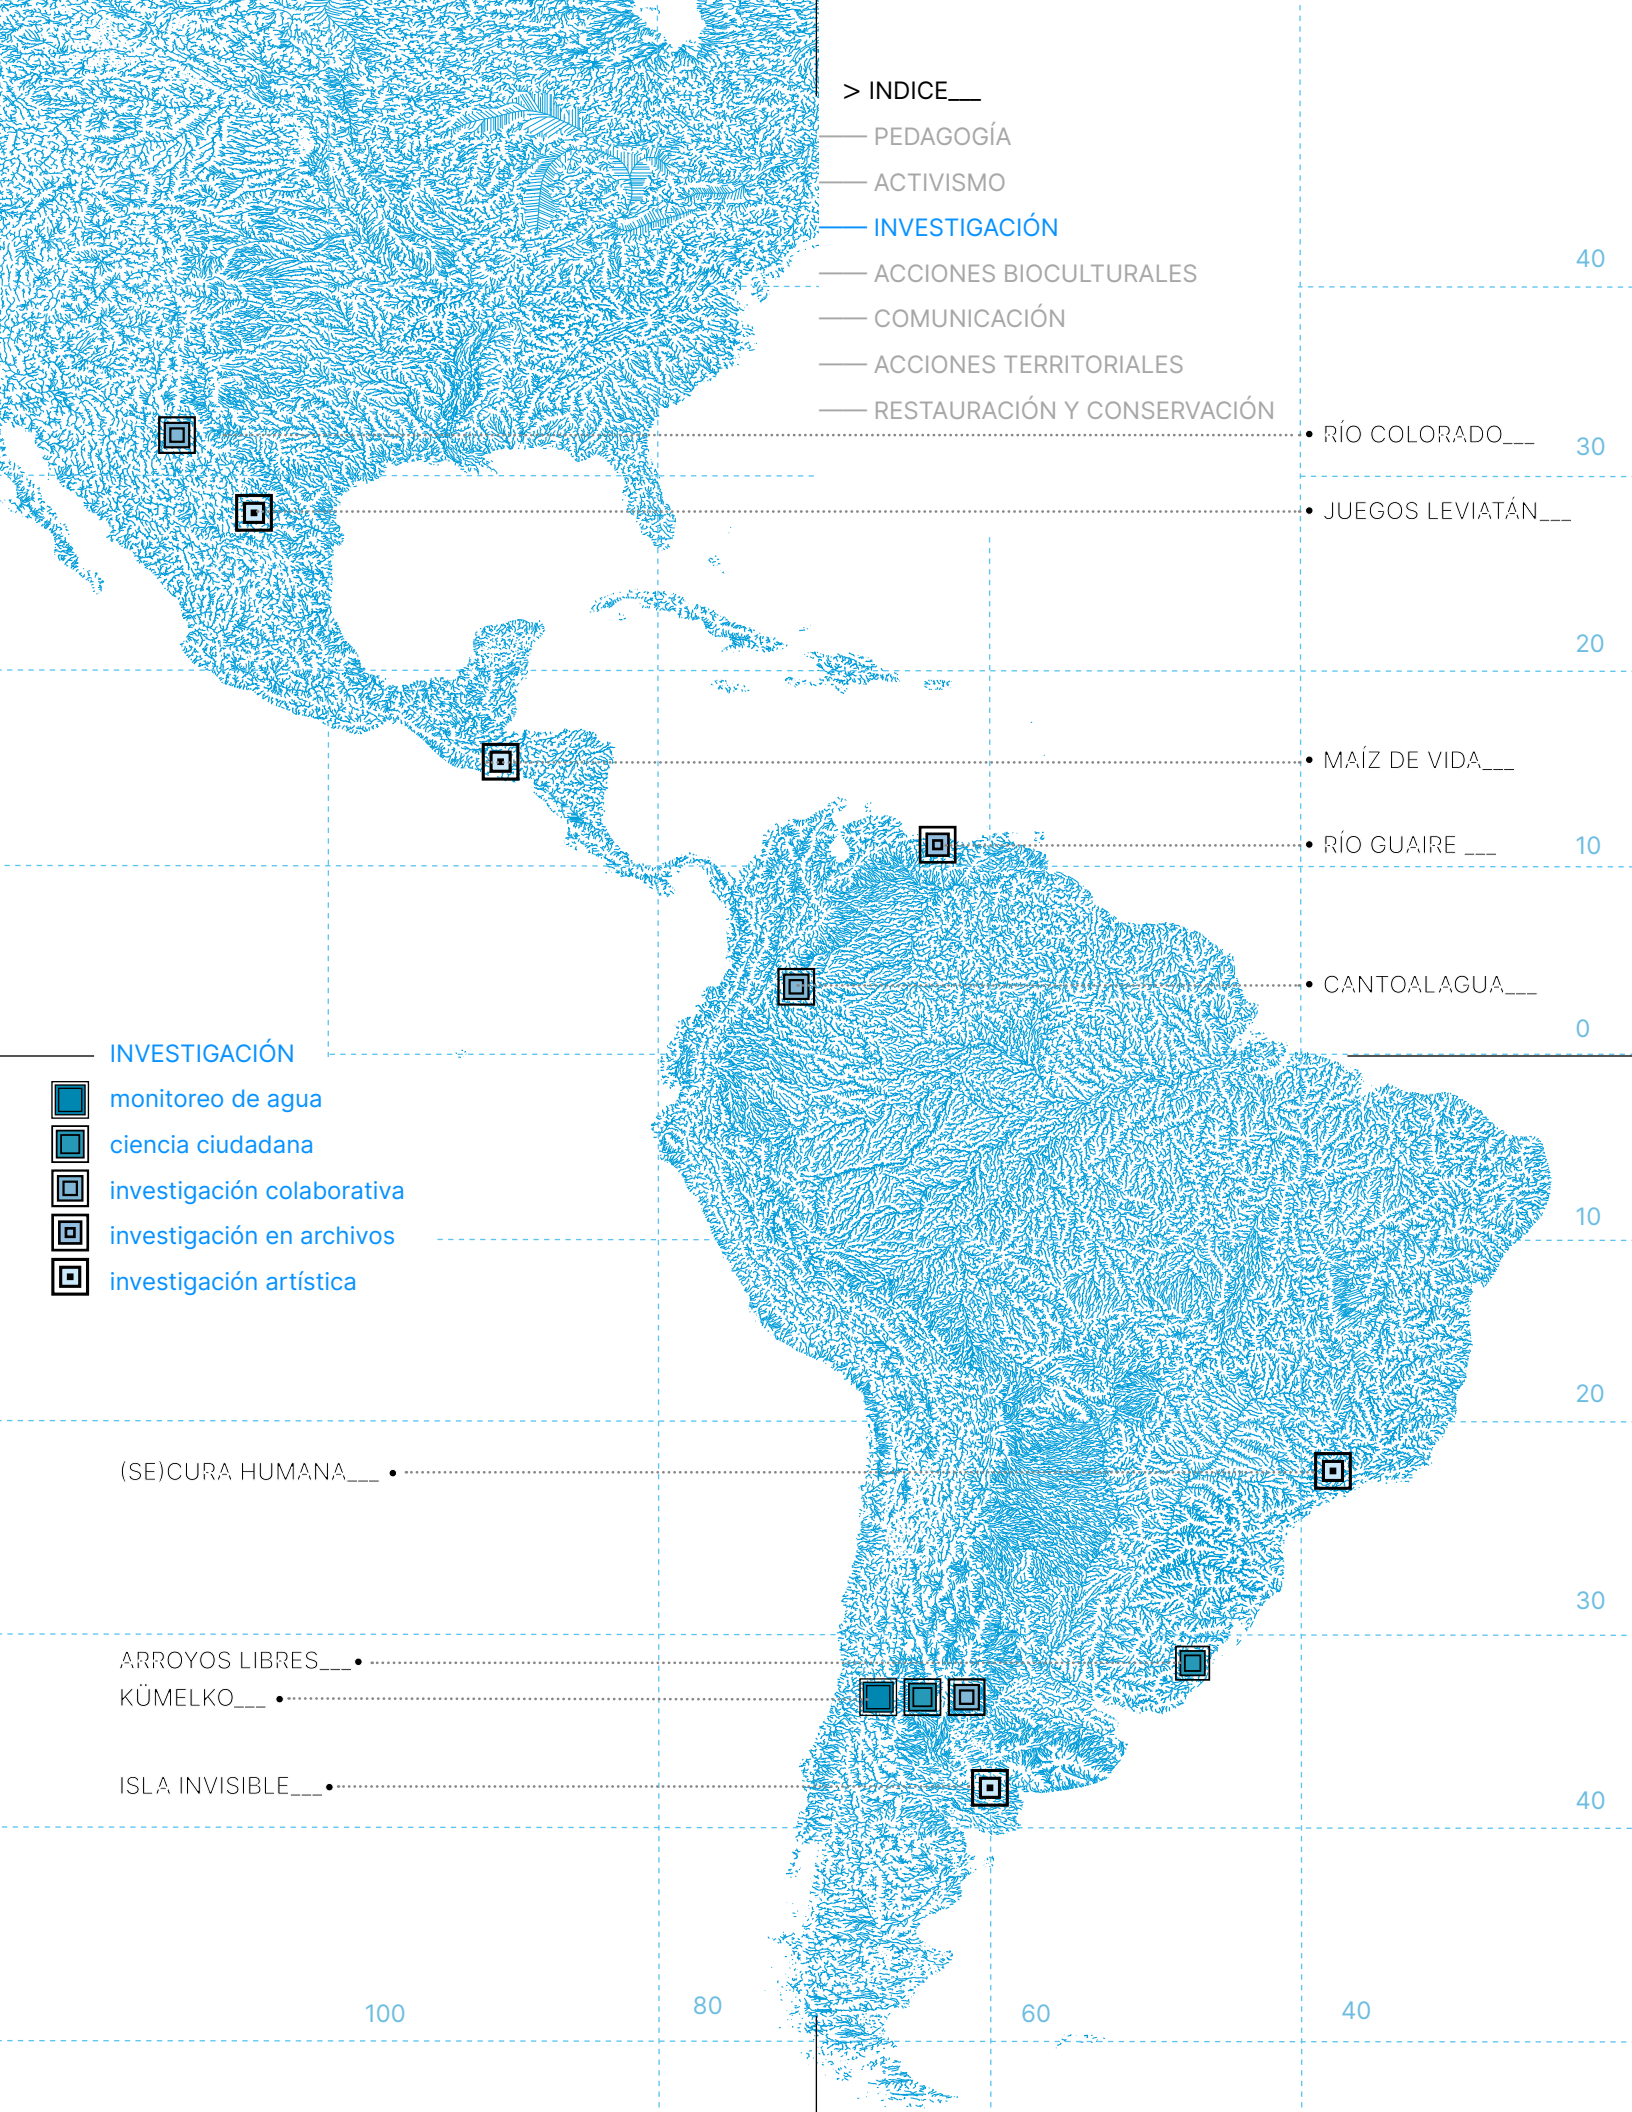 > INDICE___
PEDAGOGÍA
ACTIVISMO
INVESTIGACIÓN
ACCIONES BIOCULTURALES
COMUNICACIÓN
ACCIONES TERRITORIALES
RESTAURACIÓN Y CONSERVACIÓN
40
• RÍO COLORADO___
30
• JUEGOS LEVIATÁN___
20
• MAÍZ DE VIDA___
• RÍO GUAIRE ___
10
• CANTOALAGUA___
0
INVESTIGACIÓN
monitoreo de agua
ciencia ciudadana
investigación colaborativa
investigación en archivos
investigación artística
10
20
(SE)CURA HUMANA___ •
30
ARROYOS LIBRES___•
KÜMELKO___ •
ISLA INVISIBLE___•
40
100
80
60
40